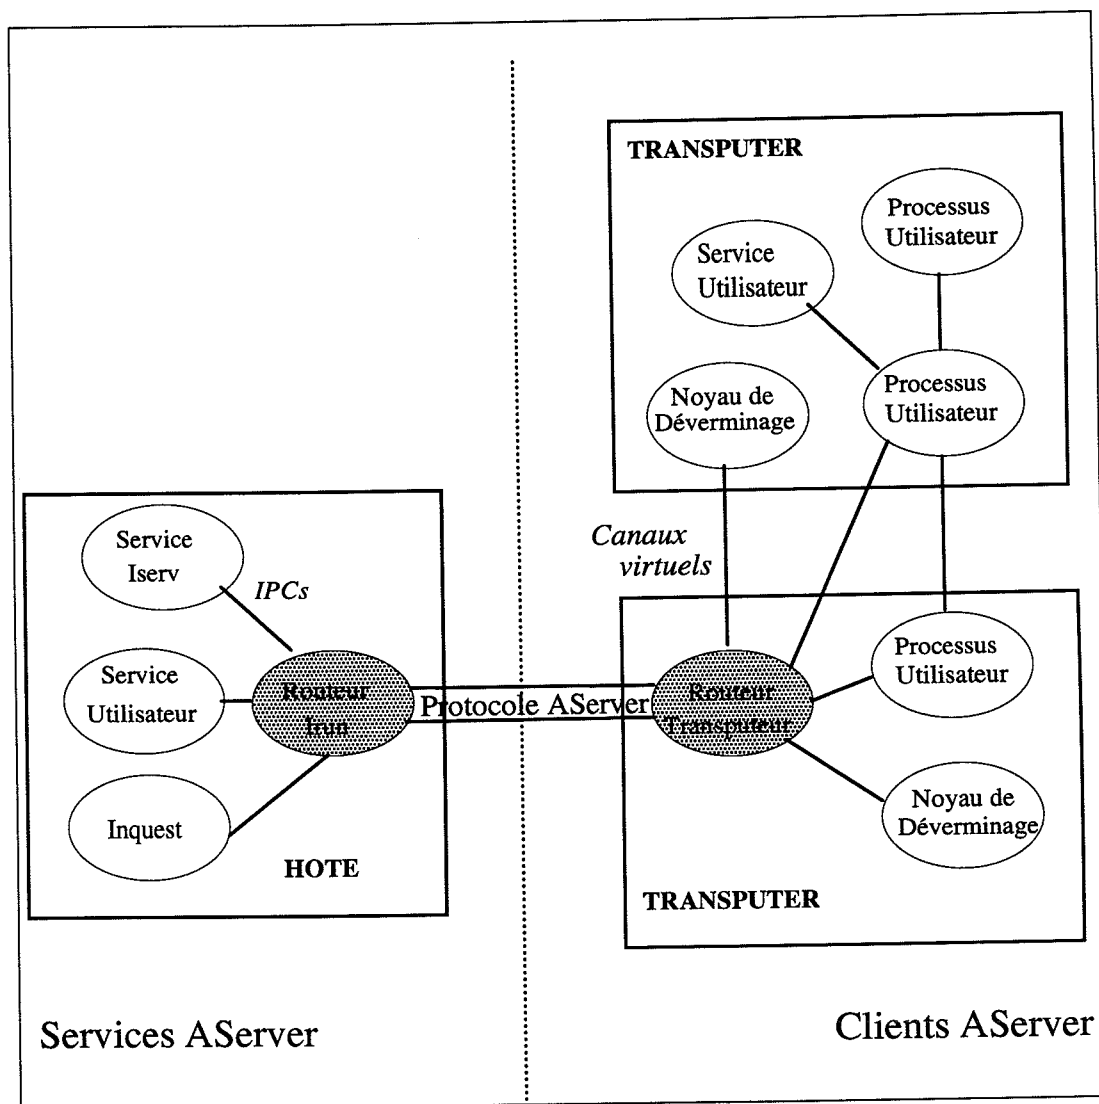 TRANSPUTER
Processus
Utilisateur
Service
Utilisateur
Processus
Utilisateur
Noyau de
Déverminage
Canaux
virtuels
Service
Iserv
IPCs
Service
Utilisateur
Routeur
Irun
Protocole AServer
Routeur
Transputeur
Processus
Utilisateur
Inquest
Noyau de
Déverminage
HOTE
TRANSPUTER
Services AServer
Clients AServer